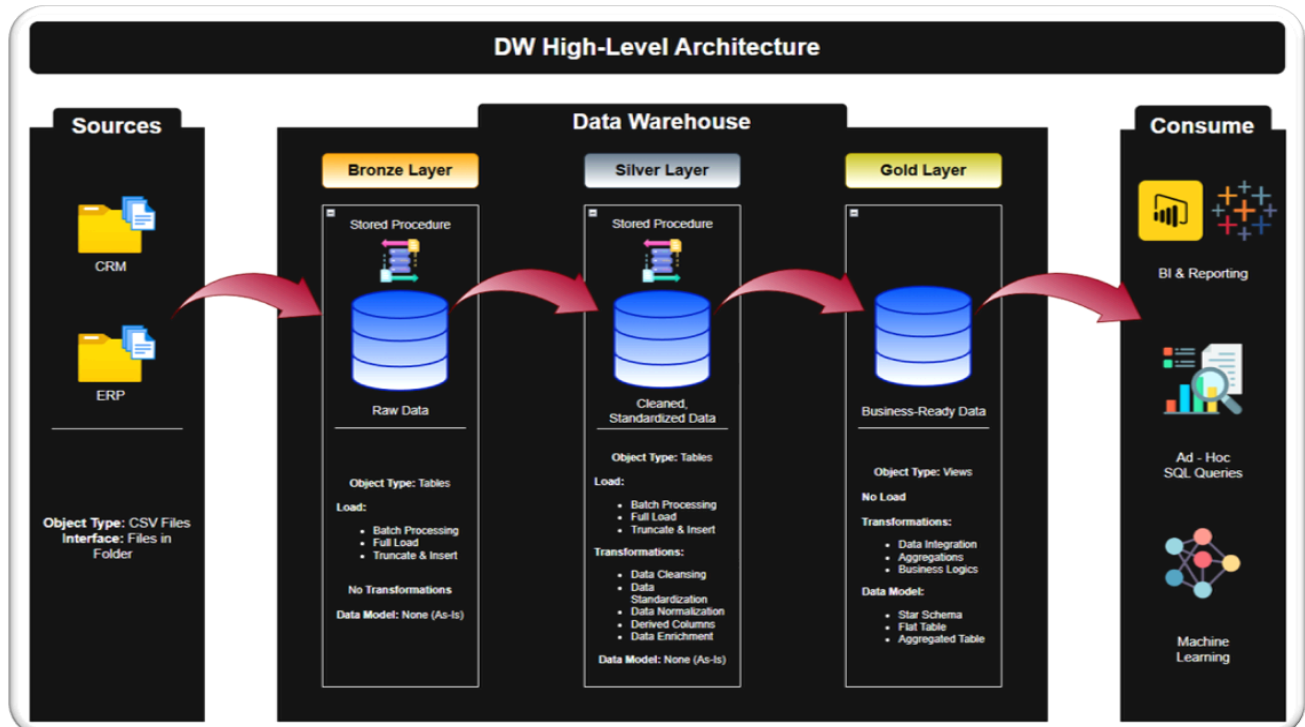 DW High-Level Architecture
Sources
CRM
ERP
Object Type: CSV Files
Interface: Files in
Folder
Data Warehouse
Bronze Layer
Stored Procedure
Raw Data
Object Type: Tables
Load:
• Batch Processing
• Full Load
• Truncate & Insert
No Transformations
Data Model: None (As-Is)
Silver Layer
Stored Procedure
Cleaned,
Standardized Data
Object Type: Tables
Load:
• Batch Processing
• Full Load
• Truncate & Insert
Transformations:
• Data Cleansing
• Data
Standardization
• Data Normalization
• Derived Columns
• Data Enrichment
Data Model: None (As-Is)
Gold Layer
Business-Ready Data
Object Type: Views
No Load
Transformations:
• Data Integration
• Aggregations
• Business Logics
Data Model:
• Star Schema
• Flat Table
• Aggregated Table
Consume
BI & Reporting
Ad - Hoc
SQL Queries
Machine
Learning